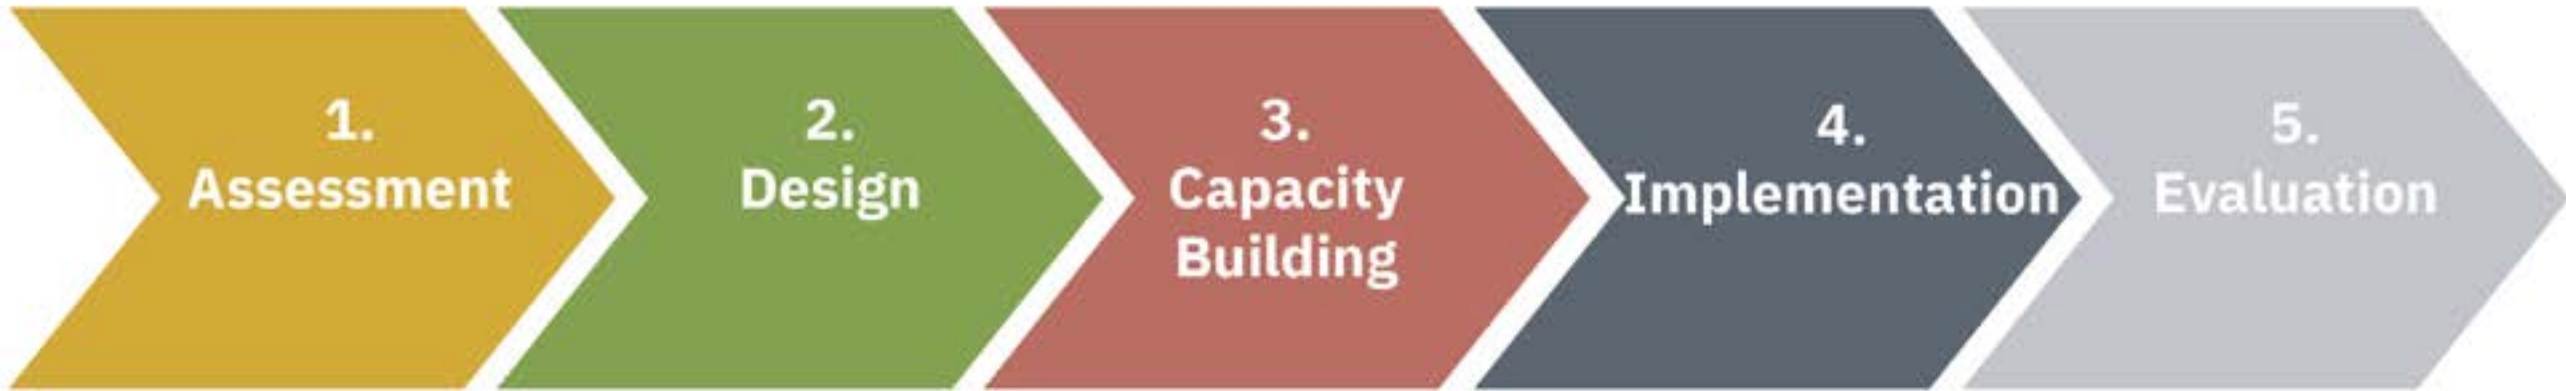 1.
Assessment
2.
Design
3.
Capacity
Building
4.
Implementation
5.
Evaluation